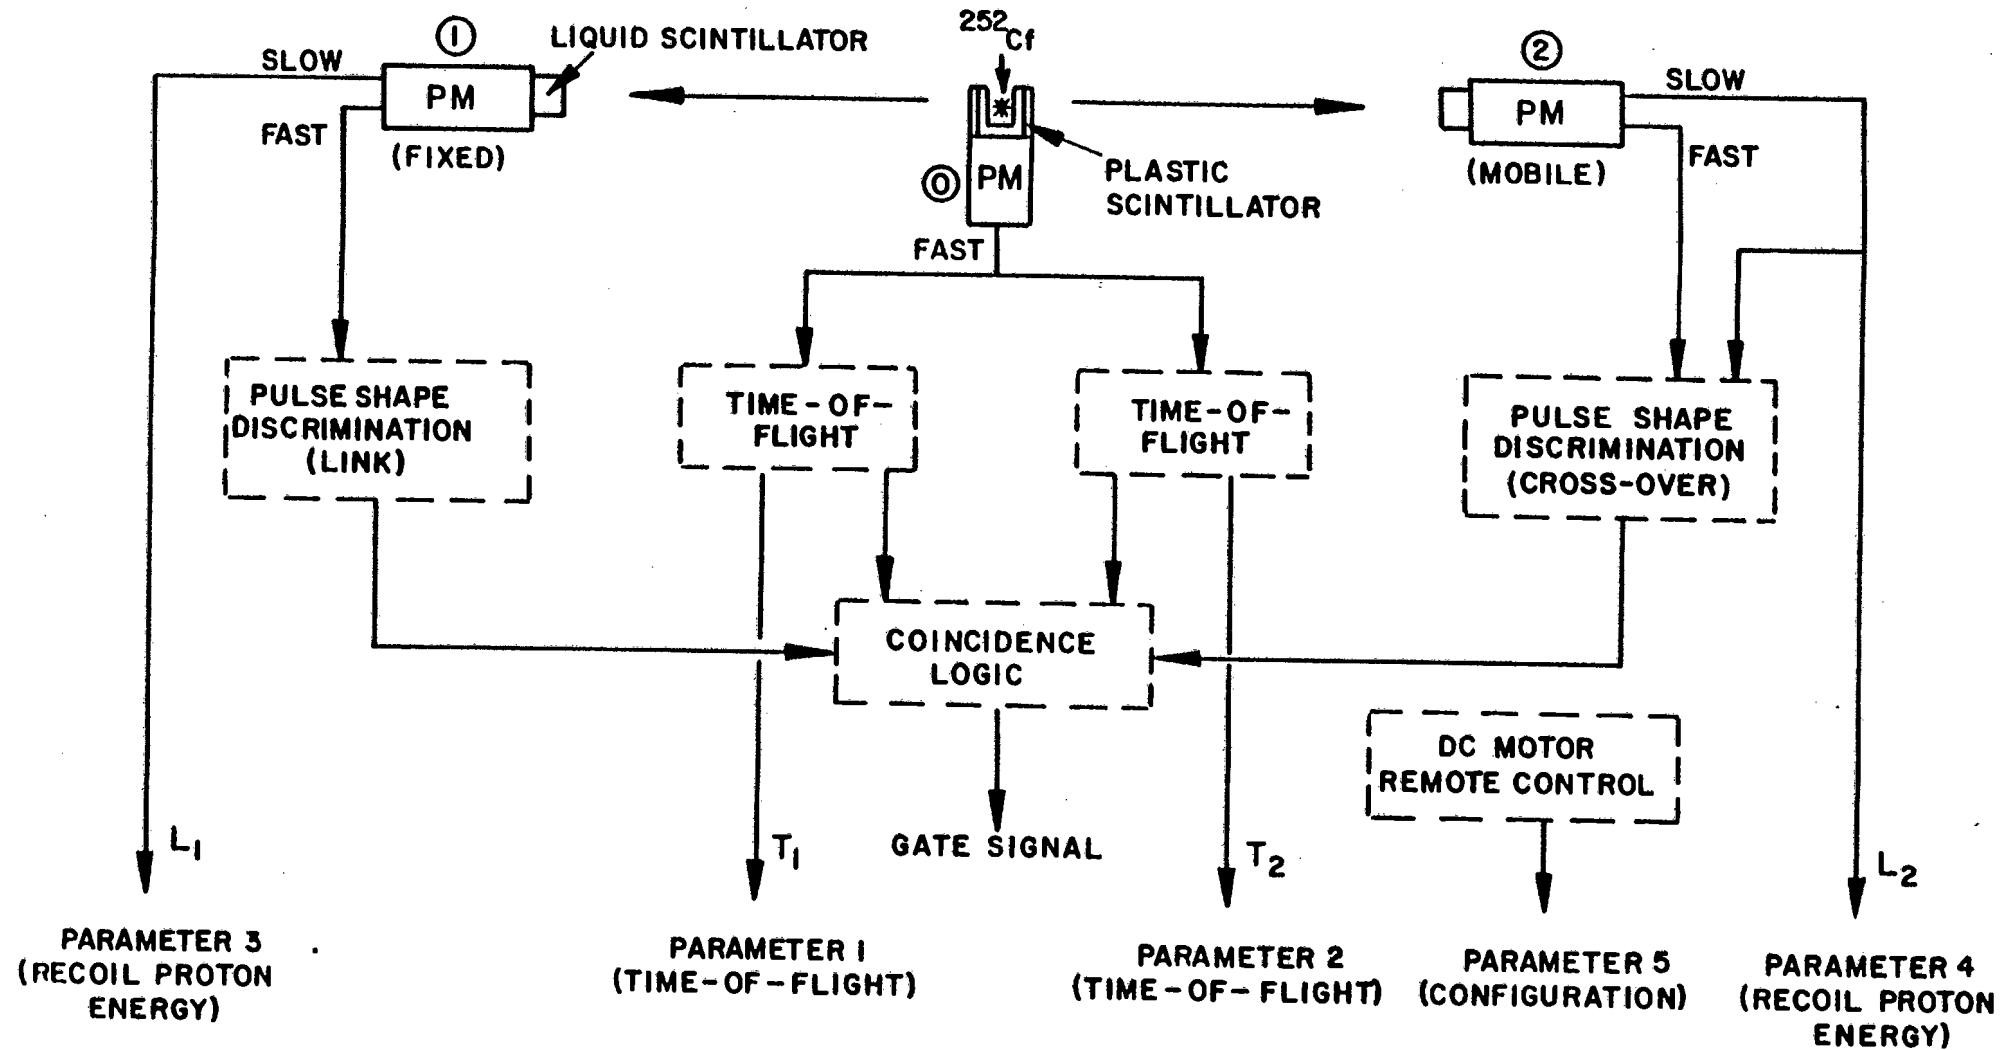 252Cf
①
LIQUID SCINTILLATOR
②
SLOW
PM
FAST
(FIXED)
PM
⓪
FAST
PLASTIC
SCINTILLATOR
PM
(MOBILE)
SLOW
FAST
PULSE SHAPE
DISCRIMINATION
(LINK)
TIME-OF-
FLIGHT
TIME-OF-
FLIGHT
PULSE SHAPE
DISCRIMINATION
(CROSS-OVER)
COINCIDENCE
LOGIC
DC MOTOR
REMOTE CONTROL
L1
T1
GATE SIGNAL
T2
L2
PARAMETER 3
(RECOIL PROTON
ENERGY)
PARAMETER 1
(TIME-OF-FLIGHT)
PARAMETER 2
(TIME-OF-FLIGHT)
PARAMETER 5
(CONFIGURATION)
PARAMETER 4
(RECOIL PROTON
ENERGY)